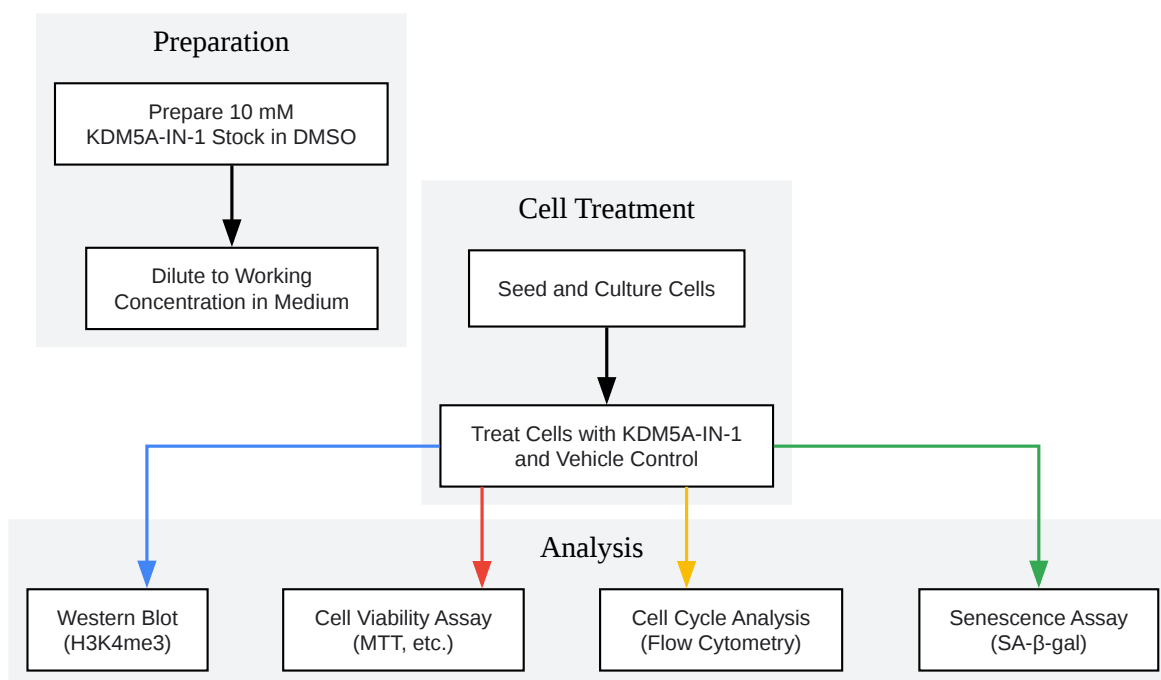 Preparation
Prepare 10 mM
KDM5A-IN-1 Stock in DMSO
Dilute to Working
Concentration in Medium
Cell Treatment
Seed and Culture Cells
Treat Cells with KDM5A-IN-1
and Vehicle Control
Analysis
Western Blot
(H3K4me3)
Cell Viability Assay
(MTT, etc.)
Cell Cycle Analysis
(Flow Cytometry)
Senescence Assay
(SA-β-gal)